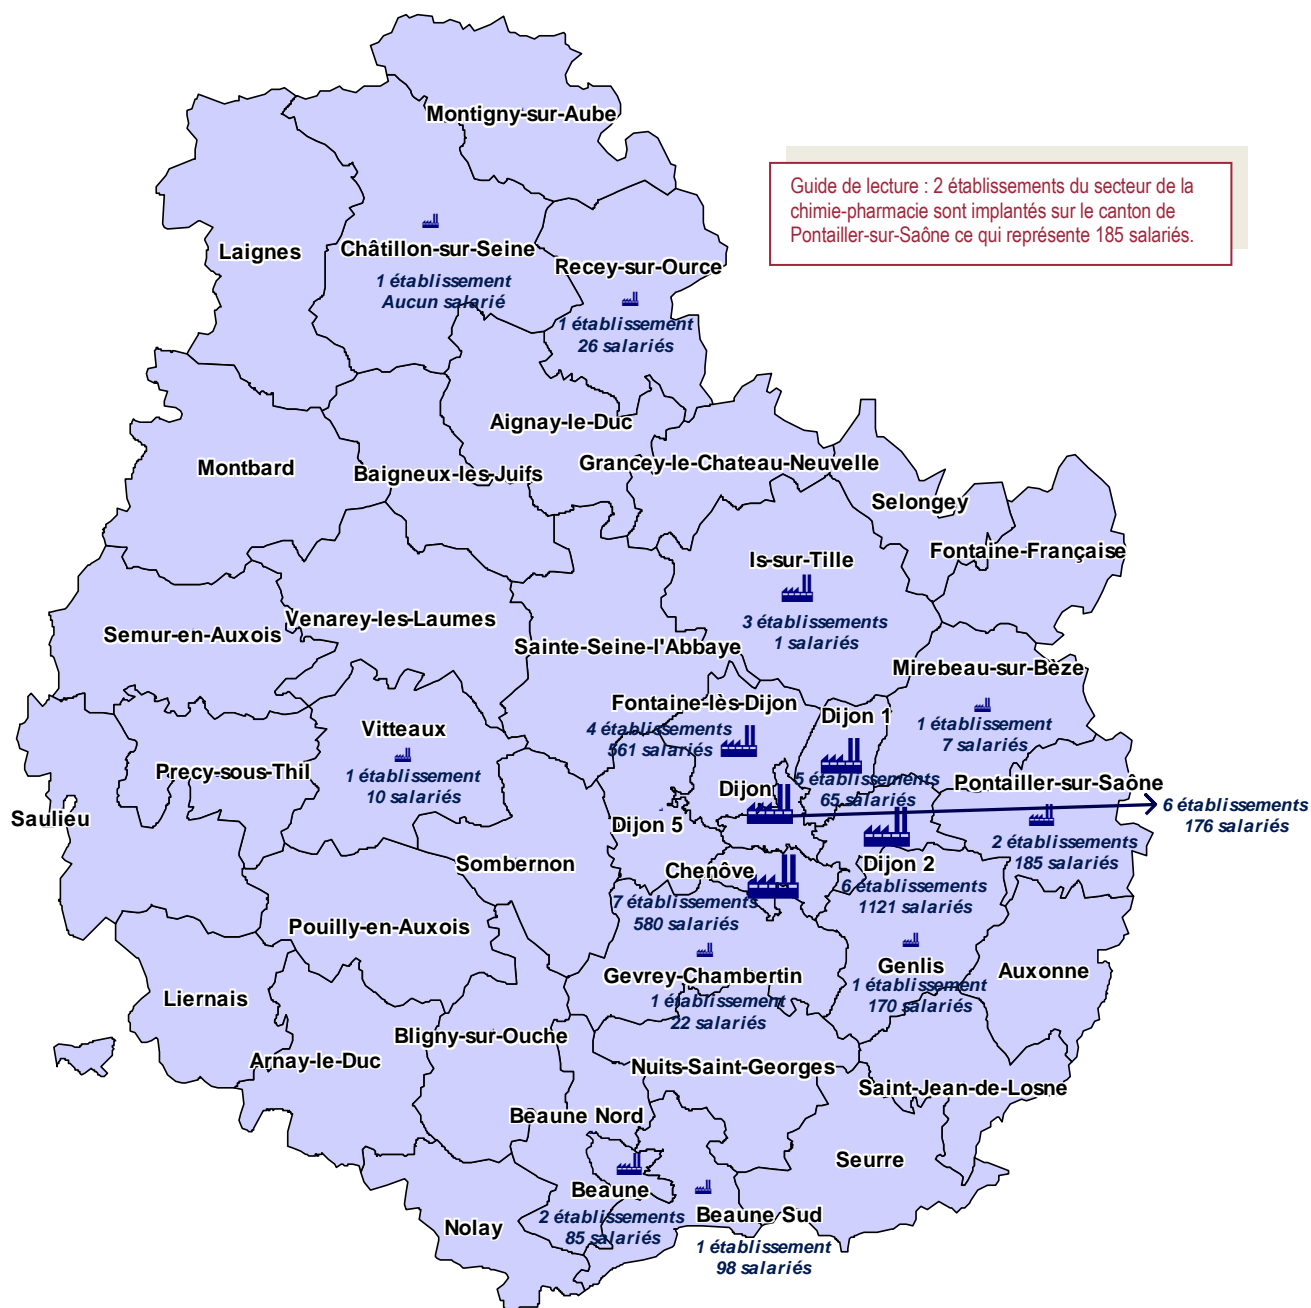 Montigny-sur-Aube
Guide de lecture : 2 établissements du secteur de la
chimie-pharmacie sont implantés sur le canton de
Pontailler-sur-Saône ce qui représente 185 salariés.
Laignes
Châtillon-sur-Seine
1 établissement
Aucun salarié
Recey-sur-Ource
1 établissement
26 salariés
Aignay-le-Duc
Montbard
Baigneux-les-Juifs
Grancey-le-Chateau-Neuvelle
Selongey
Fontaine-Française
Is-sur-Tille
3 établissements
1 salariés
Semur-en-Auxois
Venarey-les-Laumes
Sainte-Seine-l'Abbaye
Mirebeau-sur-Bèze
1 établissement
7 salariés
Fontaine-lès-Dijon
4 établissements
561 salariés
Dijon 1
5 établissements
65 salariés
Vitteaux
1 établissement
10 salariés
Precy-sous-Thil
Saulieu
Dijon
6 établissements
176 salariés
Pontailler-sur-Saône
2 établissements
185 salariés
Dijon 5
Sombernon
Chenôve
7 établissements
580 salariés
Dijon 2
6 établissements
1121 salariés
Pouilly-en-Auxois
Gevrey-Chambertin
1 établissement
22 salariés
Genlis
1 établissement
170 salariés
Auxonne
Liernais
Arnay-le-Duc
Bligny-sur-Ouche
Nuits-Saint-Georges
Saint-Jean-de-Losne
Beaune Nord
Seurre
Beaune
2 établissements
85 salariés
Nolay
Beaune Sud
1 établissement
98 salariés